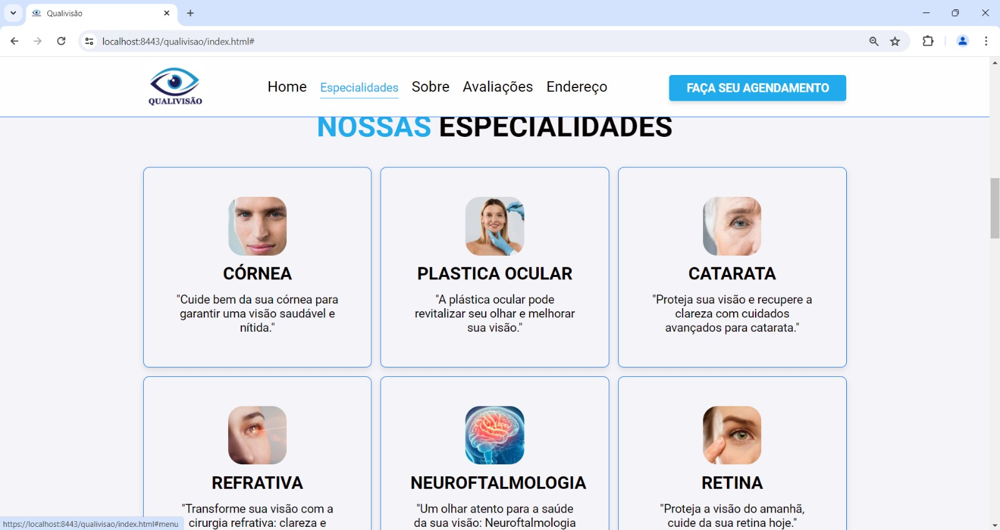 Qualivisão
localhost:8443/qualivisao/index.html#
QUALIVISÃO
Home Especialidades Sobre Avaliações Endereço
FAÇA SEU AGENDAMENTO
NOSSAS ESPECIALIDADES
CÓRNEA
"Cuide bem da sua córnea para
garantir uma visão saudável e
nítida."
PLASTICA OCULAR
"A plástica ocular pode
revitalizar seu olhar e melhorar
sua visão."
CATARATA
"Proteja sua visão e recupere a
clareza com cuidados
avançados para catarata."
REFRATIVA
"Transforme sua visão com a
cirurgia refrativa: clareza e
NEUROFTALMOLOGIA
"Um olhar atento para a saúde
da sua visão: Neuroftalmologia
RETINA
"Proteja a visão do amanhã,
cuide da sua retina hoje."
https://localhost:8443/qualivisao/index.html#menu